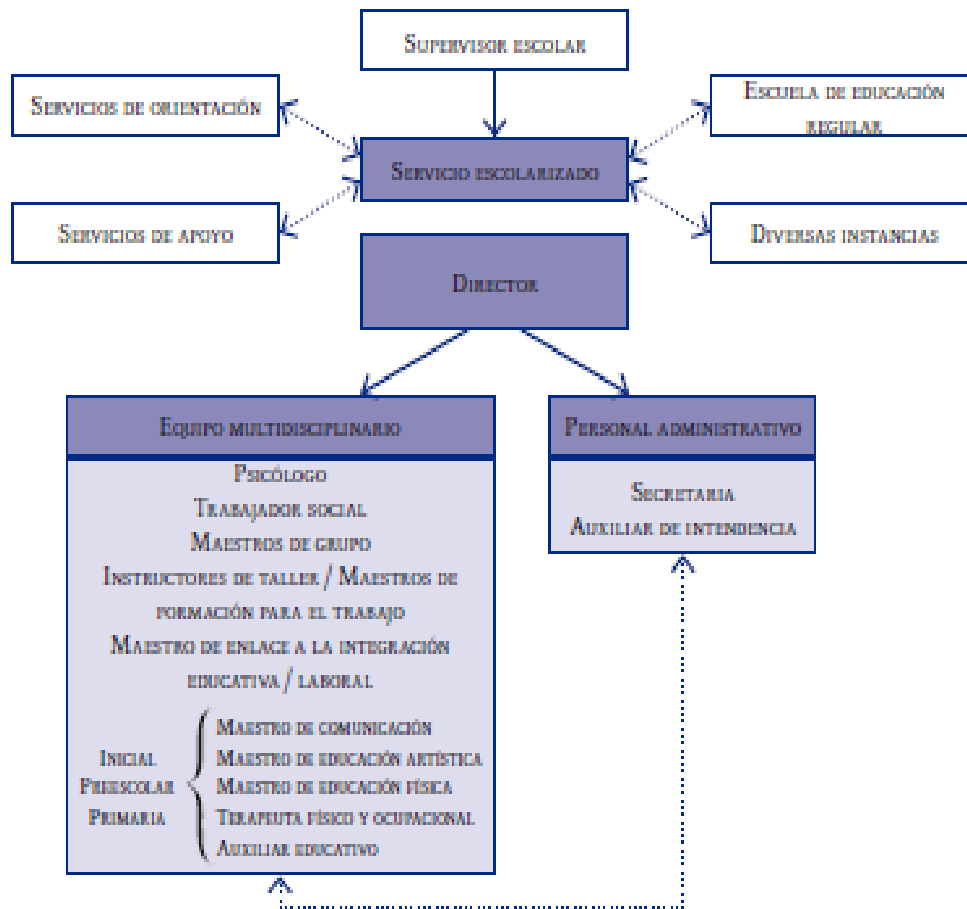 SUPERVISOR ESCOLAR
SERVICIOS DE ORIENTACIÓN
ESCUELA DE EDUCACIÓN
REGULAR
SERVICIO ESCOLARIZADO
SERVICIOS DE APOYO
DIVERSAS INSTANCIAS
DIRECTOR
EQUIPO MULTIDISCIPLINARIO
PSICÓLOGO
TRABAJADOR SOCIAL
MAESTROS DE GRUPO
INSTRUCTORES DE TALLER / MAESTROS DE
FORMACIÓN PARA EL TRABAJO
MAESTRO DE ENLACE A LA INTEGRACIÓN
EDUCATIVA / LABORAL
INICIAL
PREESCOLAR
PRIMARIA
MAESTRO DE COMUNICACIÓN
MAESTRO DE EDUCACIÓN ARTÍSTICA
MAESTRO DE EDUCACIÓN FÍSICA
TERAPEUTA FÍSICO Y OCUPACIONAL
AUXILIAR EDUCATIVO
PERSONAL ADMINISTRATIVO
SECRETARIA
AUXILIAR DE INTENDENCIA